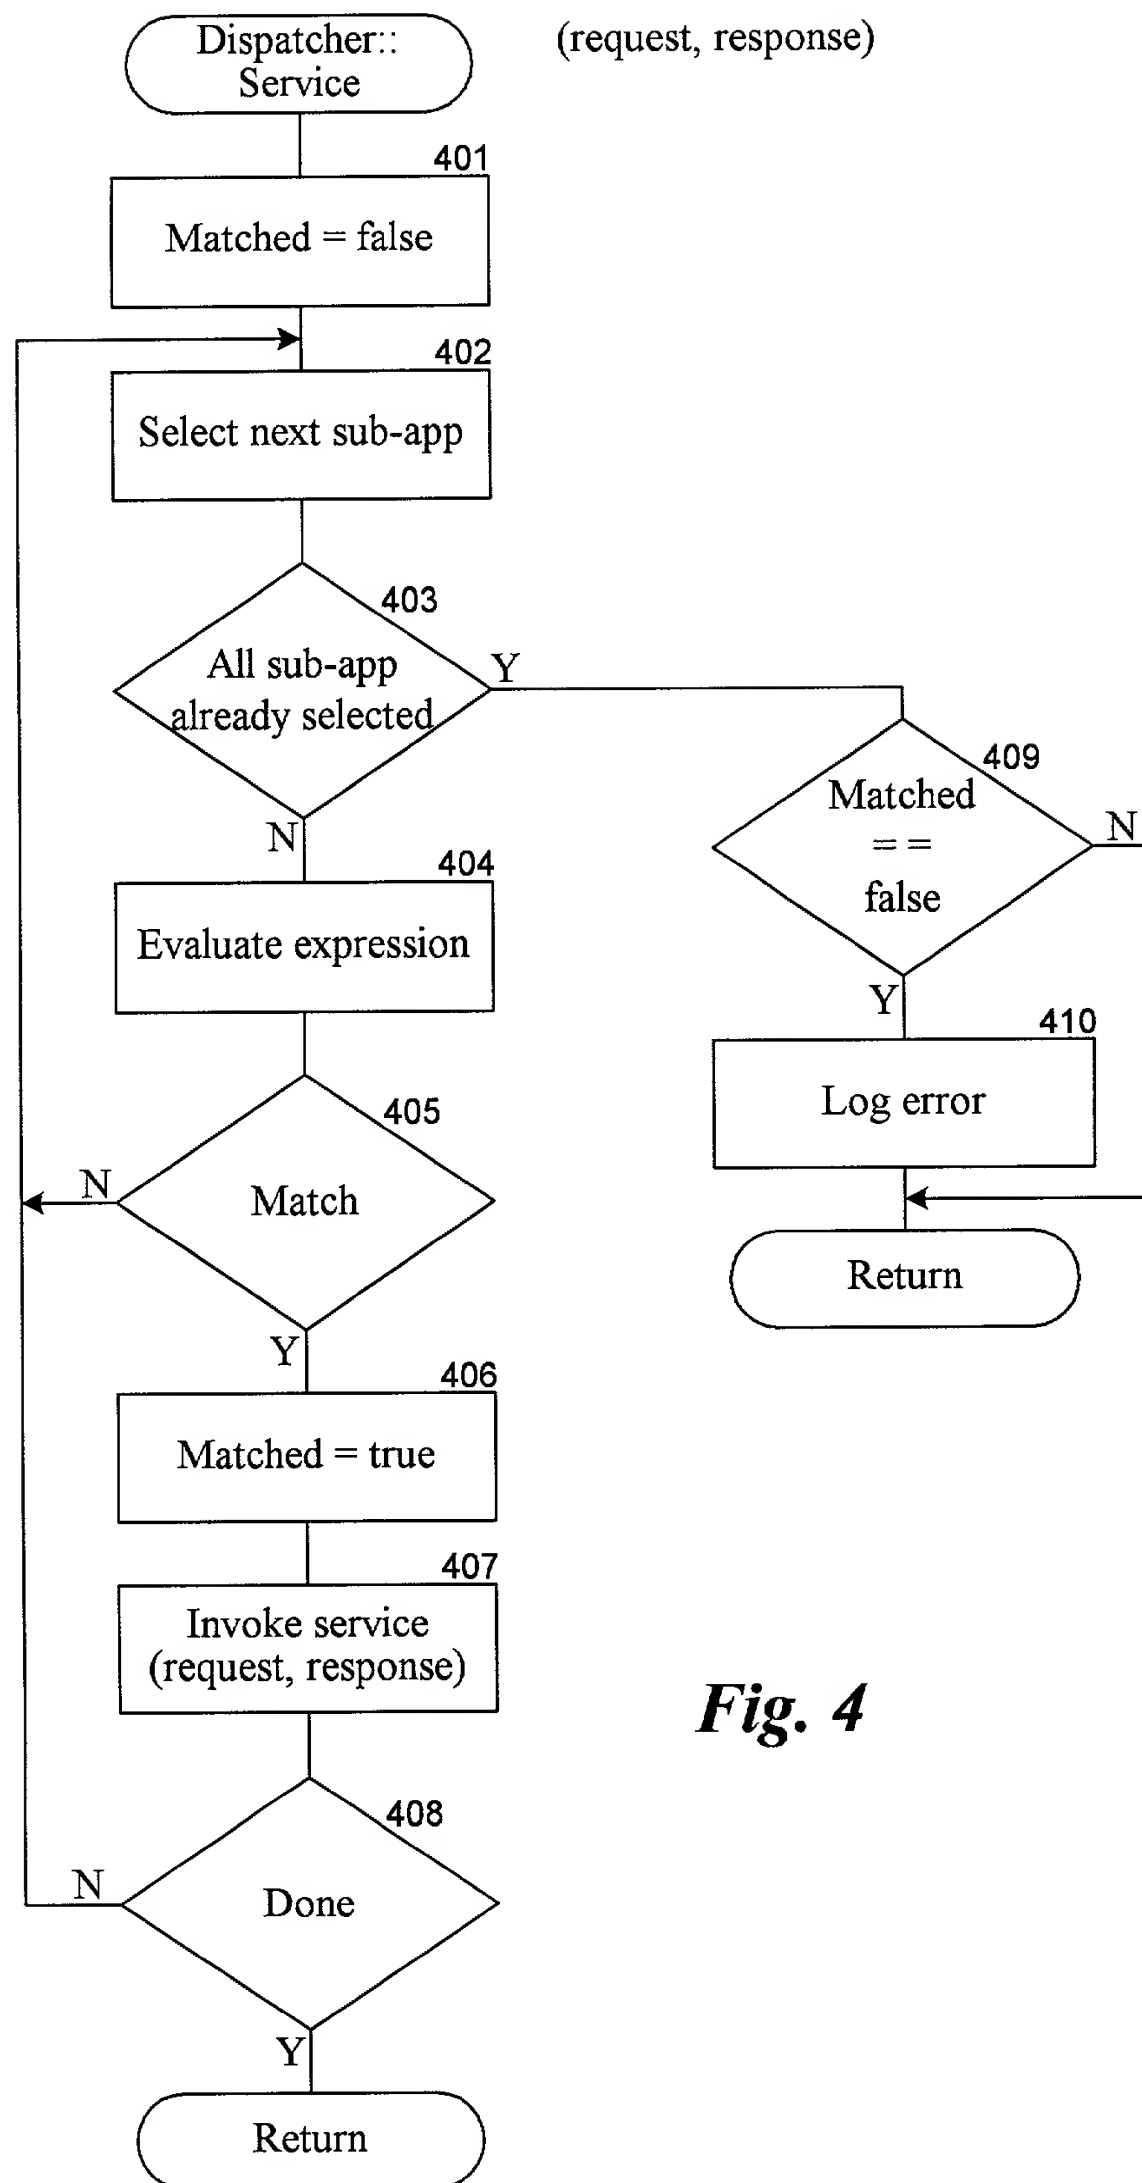 Dispatcher::
Service
(request, response)
401
Matched = false
402
Select next sub-app
403
All sub-app
already selected
Y
N
409
Matched
= =
false
N
Y
404
Evaluate expression
410
Log error
405
Match
N
Y
Return
406
Matched = true
407
Invoke service
(request, response)
Fig. 4
408
Done
N
Y
Return